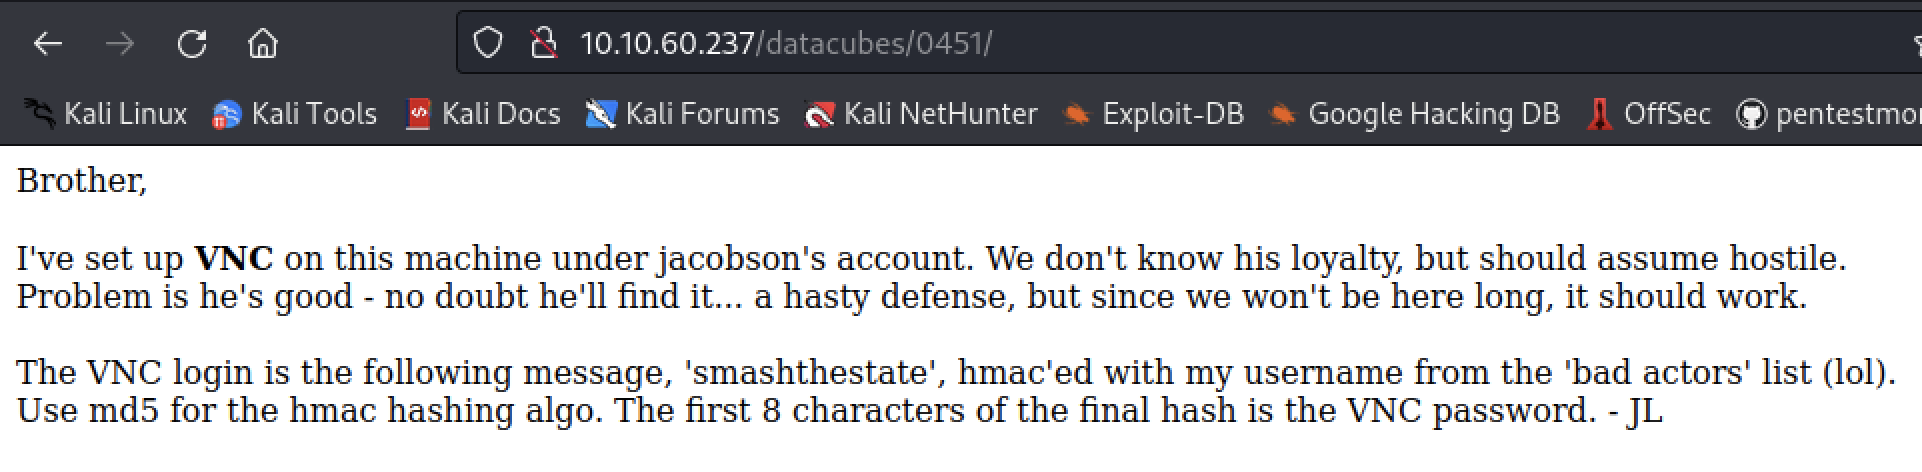 10.10.60.237/datacubes/0451/
Kali Linux Kali Tools Kali Docs Kali Forums Kali NetHunter Exploit-DB Google Hacking DB OffSec
Brother,
I've set up VNC on this machine under jacobson's account. We don't know his loyalty, but should assume hostile.
Problem is he's good - no doubt he'll find it... a hasty defense, but since we won't be here long, it should work.
The VNC login is the following message, 'smashthestate', hmac'ed with my username from the 'bad actors' list (lol).
Use md5 for the hmac hashing algo. The first 8 characters of the final hash is the VNC password. - JL